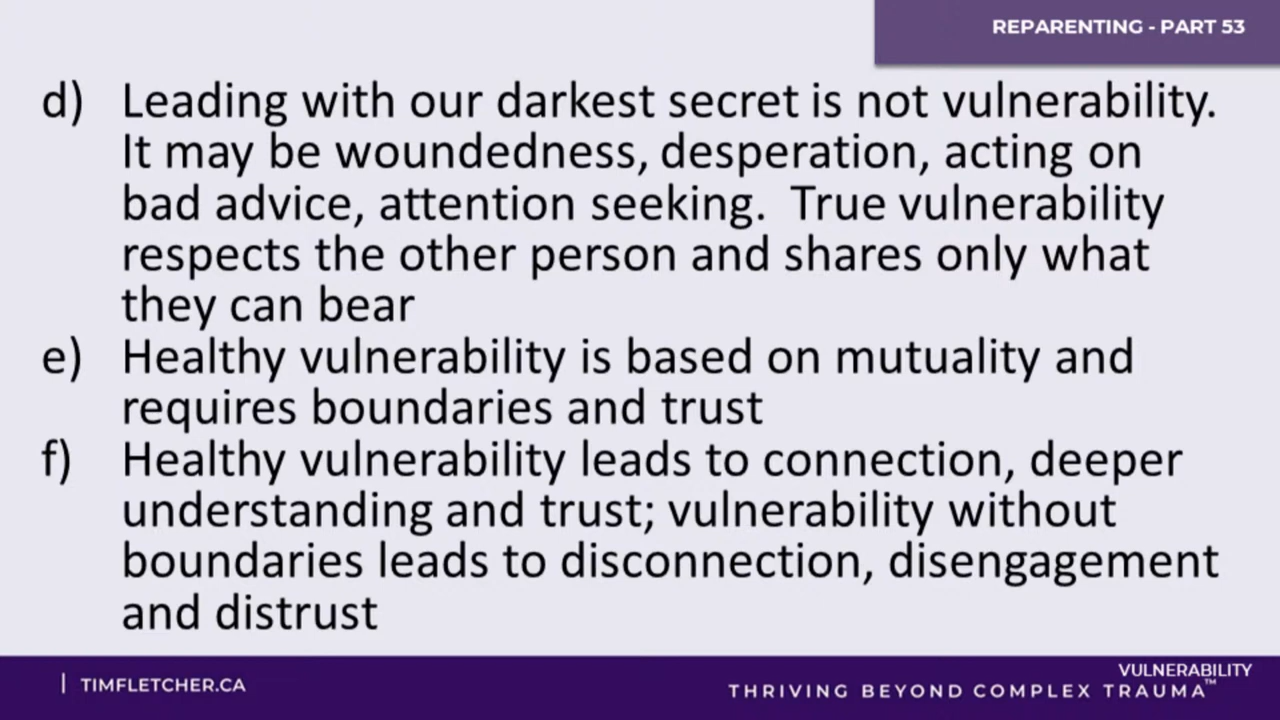 REPARENTING - PART 53
d) Leading with our darkest secret is not vulnerability.
It may be woundedness, desperation, acting on
bad advice, attention seeking.  True vulnerability
respects the other person and shares only what
they can bear
e) Healthy vulnerability is based on mutuality and
requires boundaries and trust
f) Healthy vulnerability leads to connection, deeper
understanding and trust; vulnerability without
boundaries leads to disconnection, disengagement
and distrust
| TIMFLETCHER.CA
VULNERABILITY
THRIVING BEYOND COMPLEX TRAUMA™